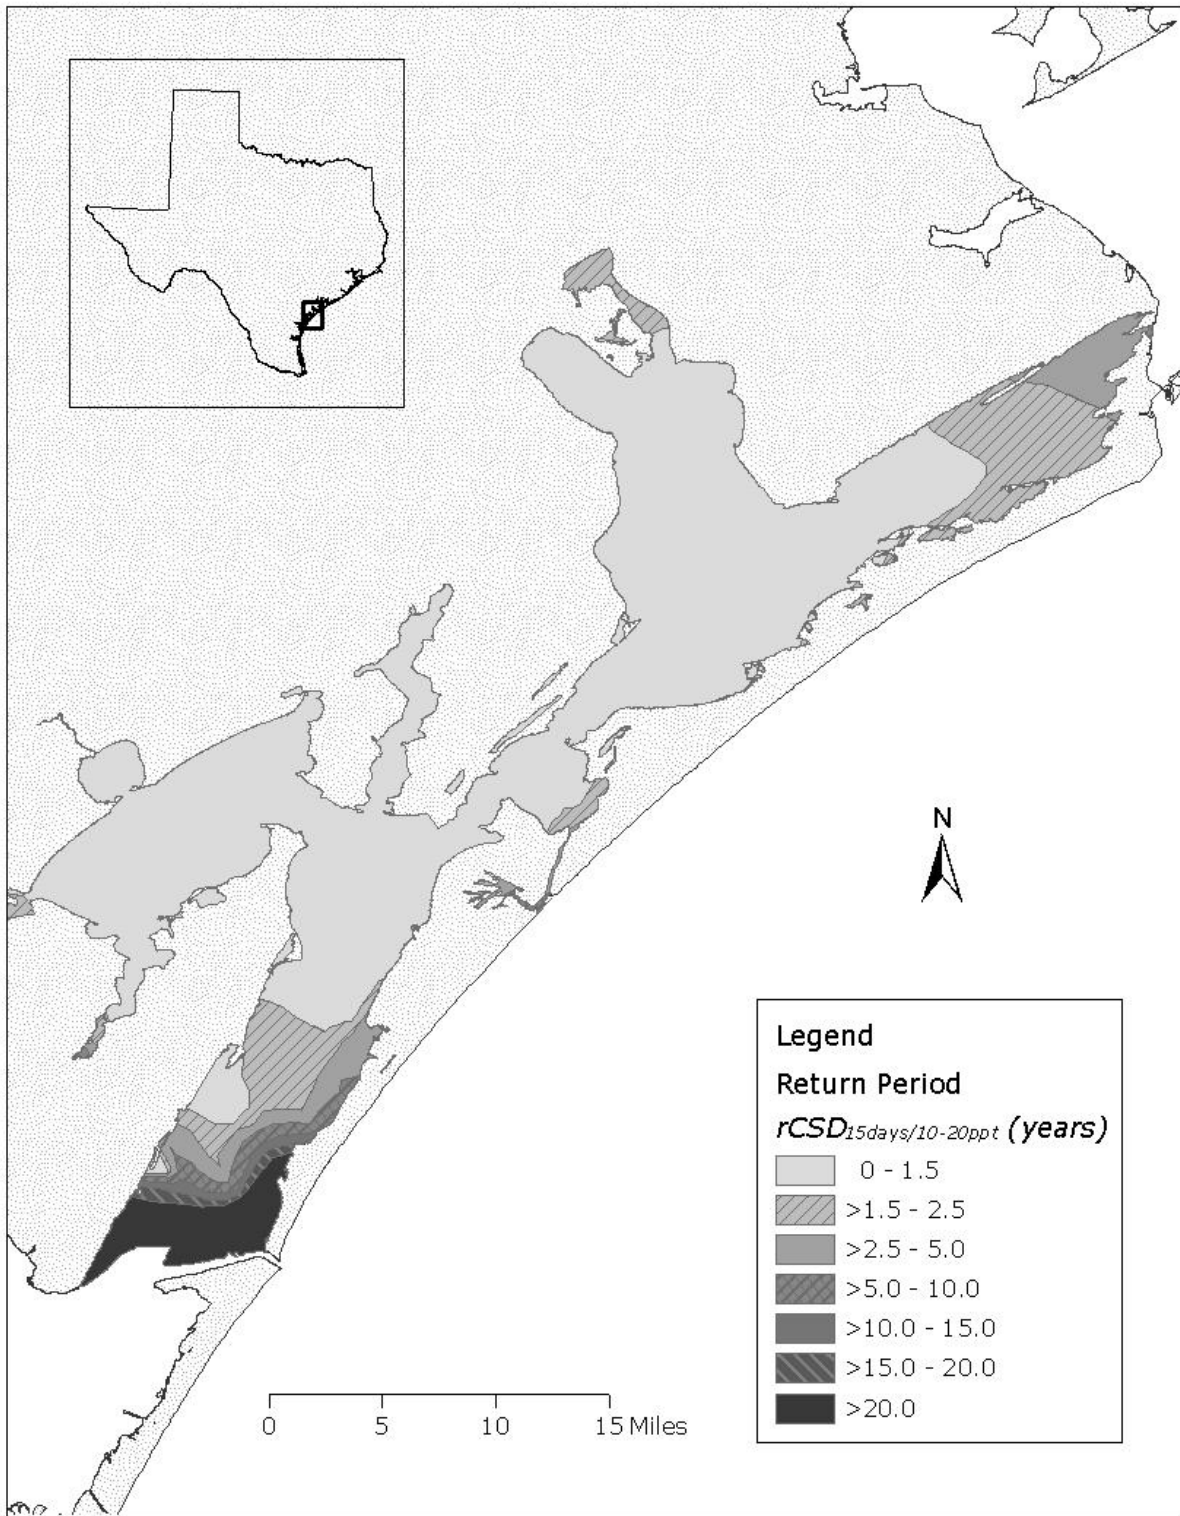 N
Legend
Return Period
rCSD15days/10-20ppt (years)
0 - 1.5
>1.5 - 2.5
>2.5 - 5.0
>5.0 - 10.0
>10.0 - 15.0
>15.0 - 20.0
>20.0
0 5 10 15 Miles